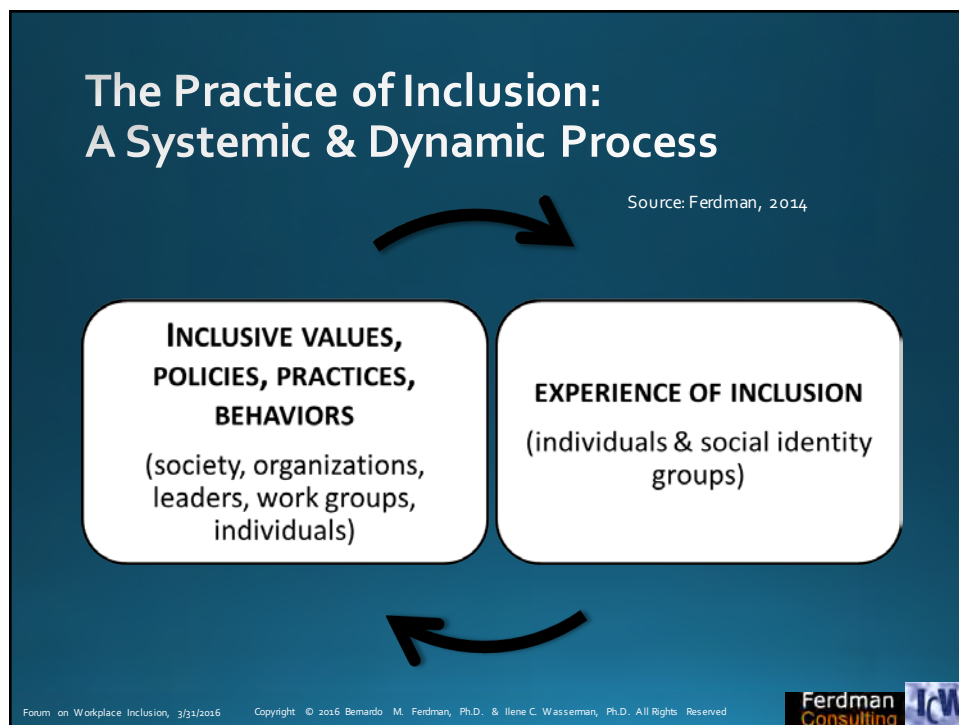 The Practice of Inclusion:
A Systemic & Dynamic Process
Source: Ferdman, 2014
INCLUSIVE VALUES,
POLICIES, PRACTICES,
BEHAVIORS
(society, organizations,
leaders, work groups,
individuals)
EXPERIENCE OF INCLUSION
(individuals & social identity
groups)
Forum on Workplace Inclusion, 3/31/2016
Copyright © 2016 Bernardo M. Ferdman, Ph.D. & Ilene C. Wasserman, Ph.D. All Rights Reserved
Ferdman
Consulting
ICW